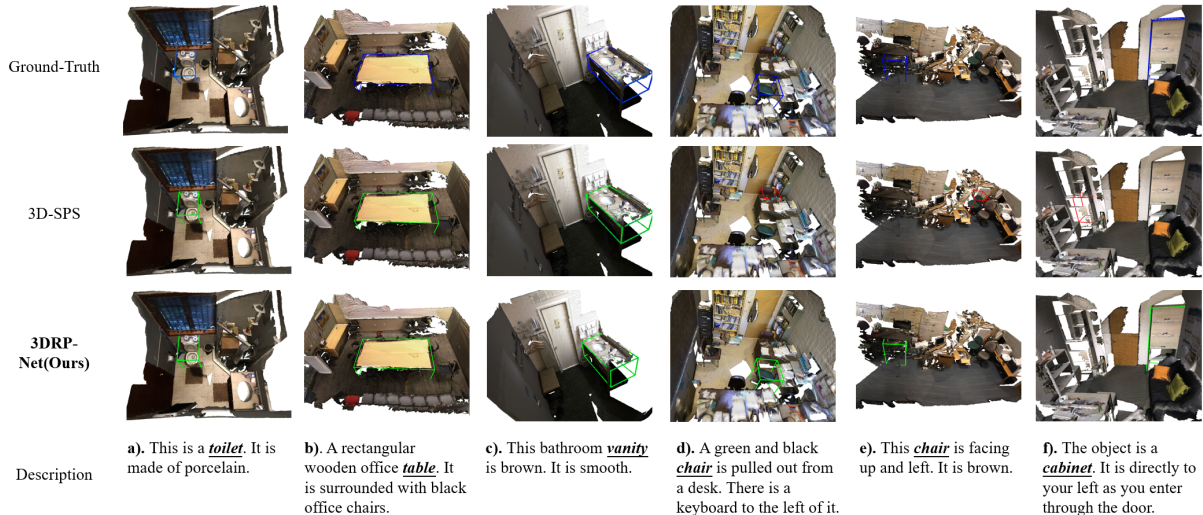 Ground-Truth
3D-SPS
3DRP-
Net(Ours)
Description
a). This is a toilet. It is
made of porcelain.
b). A rectangular
wooden office table. It
is surrounded with black
office chairs.
c). This bathroom vanity
is brown. It is smooth.
d). A green and black
chair is pulled out from
a desk. There is a
keyboard to the left of it.
e). This chair is facing
up and left. It is brown.
f). The object is a
cabinet. It is directly to
your left as you enter
through the door.